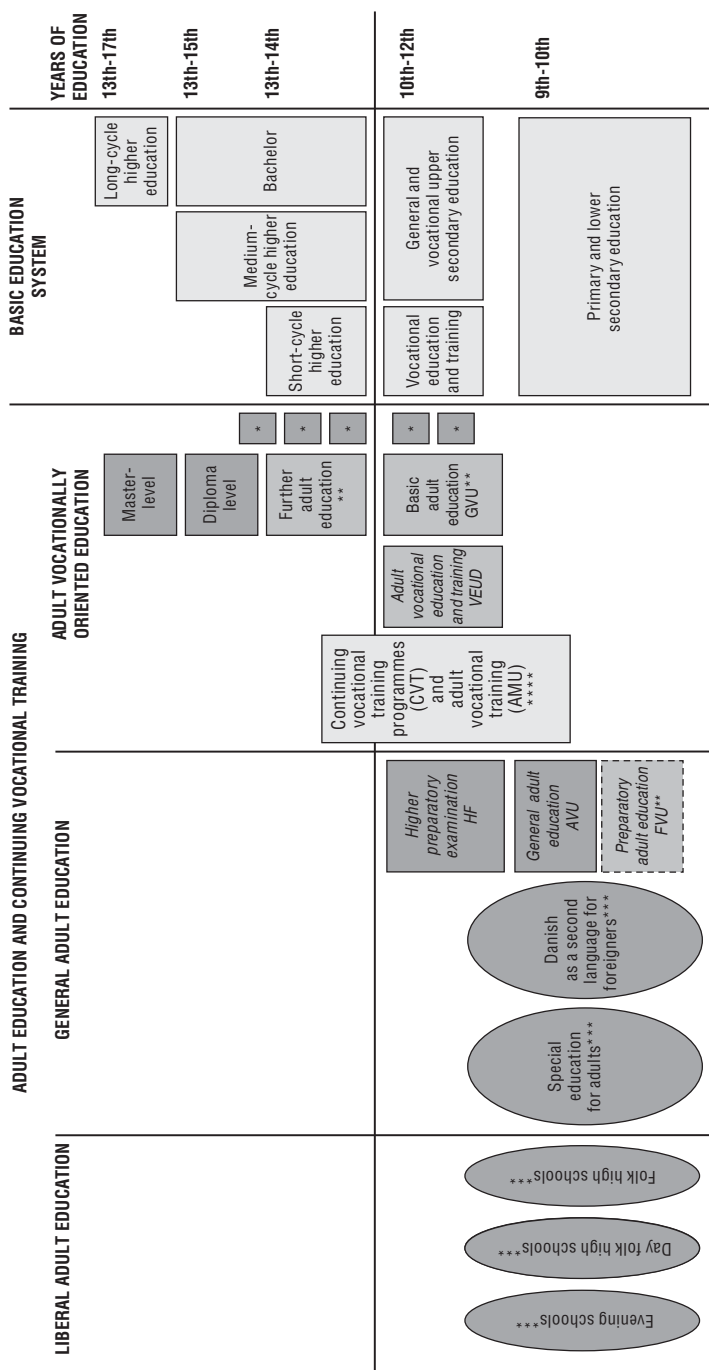 ADULT EDUCATION AND CONTINUING VOCATIONAL TRAINING
LIBERAL ADULT EDUCATION
GENERAL ADULT EDUCATION
ADULT VOCATIONALLY
ORIENTED EDUCATION
BASIC EDUCATION
SYSTEM
YEARS OF
EDUCATION
Master-
level
Long-cycle
higher
education
13th-17th
Diploma
level
Medium-
cycle higher
education
Bachelor
13th-15th
Further
adult
education
**
*
*
*
Short-cycle
higher
education
13th-14th
Continuing
vocational
training
programmes
(CVT) and
adult
vocational
training
(AMU)
****
Higher
preparatory
examination
HF
Adult
vocational
education
and training
VEUD
Basic
adult
education
GVU**
*
*
Vocational
education
and training
General and
vocational upper
secondary education
10th-12th
Evening schools***
Day folk high schools***
Folk high schools***
Special
education
for adults***
Danish
as a second
language for
foreigners***
General adult
education
AVU
Preparatory
adult education
FVU**
Primary and lower
secondary education
9th-10th